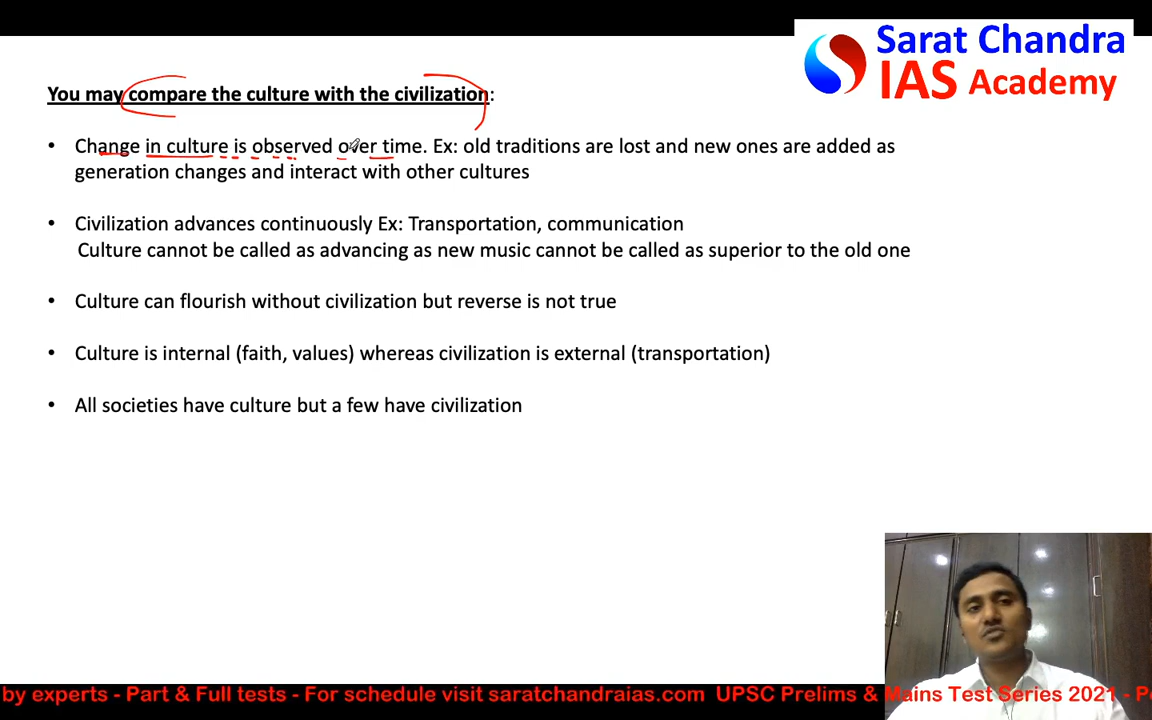 Sarat Chandra
IAS Academy
You may compare the culture with the civilization:
• Change in culture is observed over time. Ex: old traditions are lost and new ones are added as
generation changes and interact with other cultures
• Civilization advances continuously Ex: Transportation, communication
Culture cannot be called as advancing as new music cannot be called as superior to the old one
• Culture can flourish without civilization but reverse is not true
• Culture is internal (faith, values) whereas civilization is external (transportation)
• All societies have culture but a few have civilization
by experts - Part & Full tests - For schedule visit saratchandraias.com UPSC Prelims & Mains Test Series 2021 - P